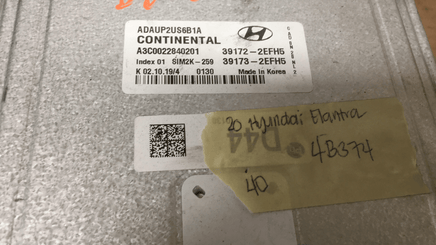 ADAUP2US6B1A
CONTINENTAL
A3C0022840201 39172-2EFH5
Index 01 SIM2K-259 39173-2EFH5
K 02.10.19/4 0130 Made in Korea
20 Hyundai Elantra
D44
4B374
40